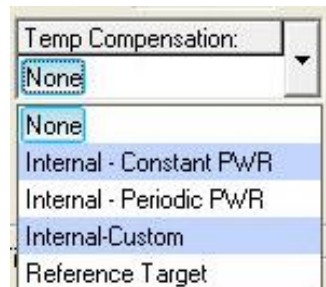 Temp Compensation:
None
None
Internal - Constant PWR
Internal - Periodic PWR
Internal-Custom
Reference Target